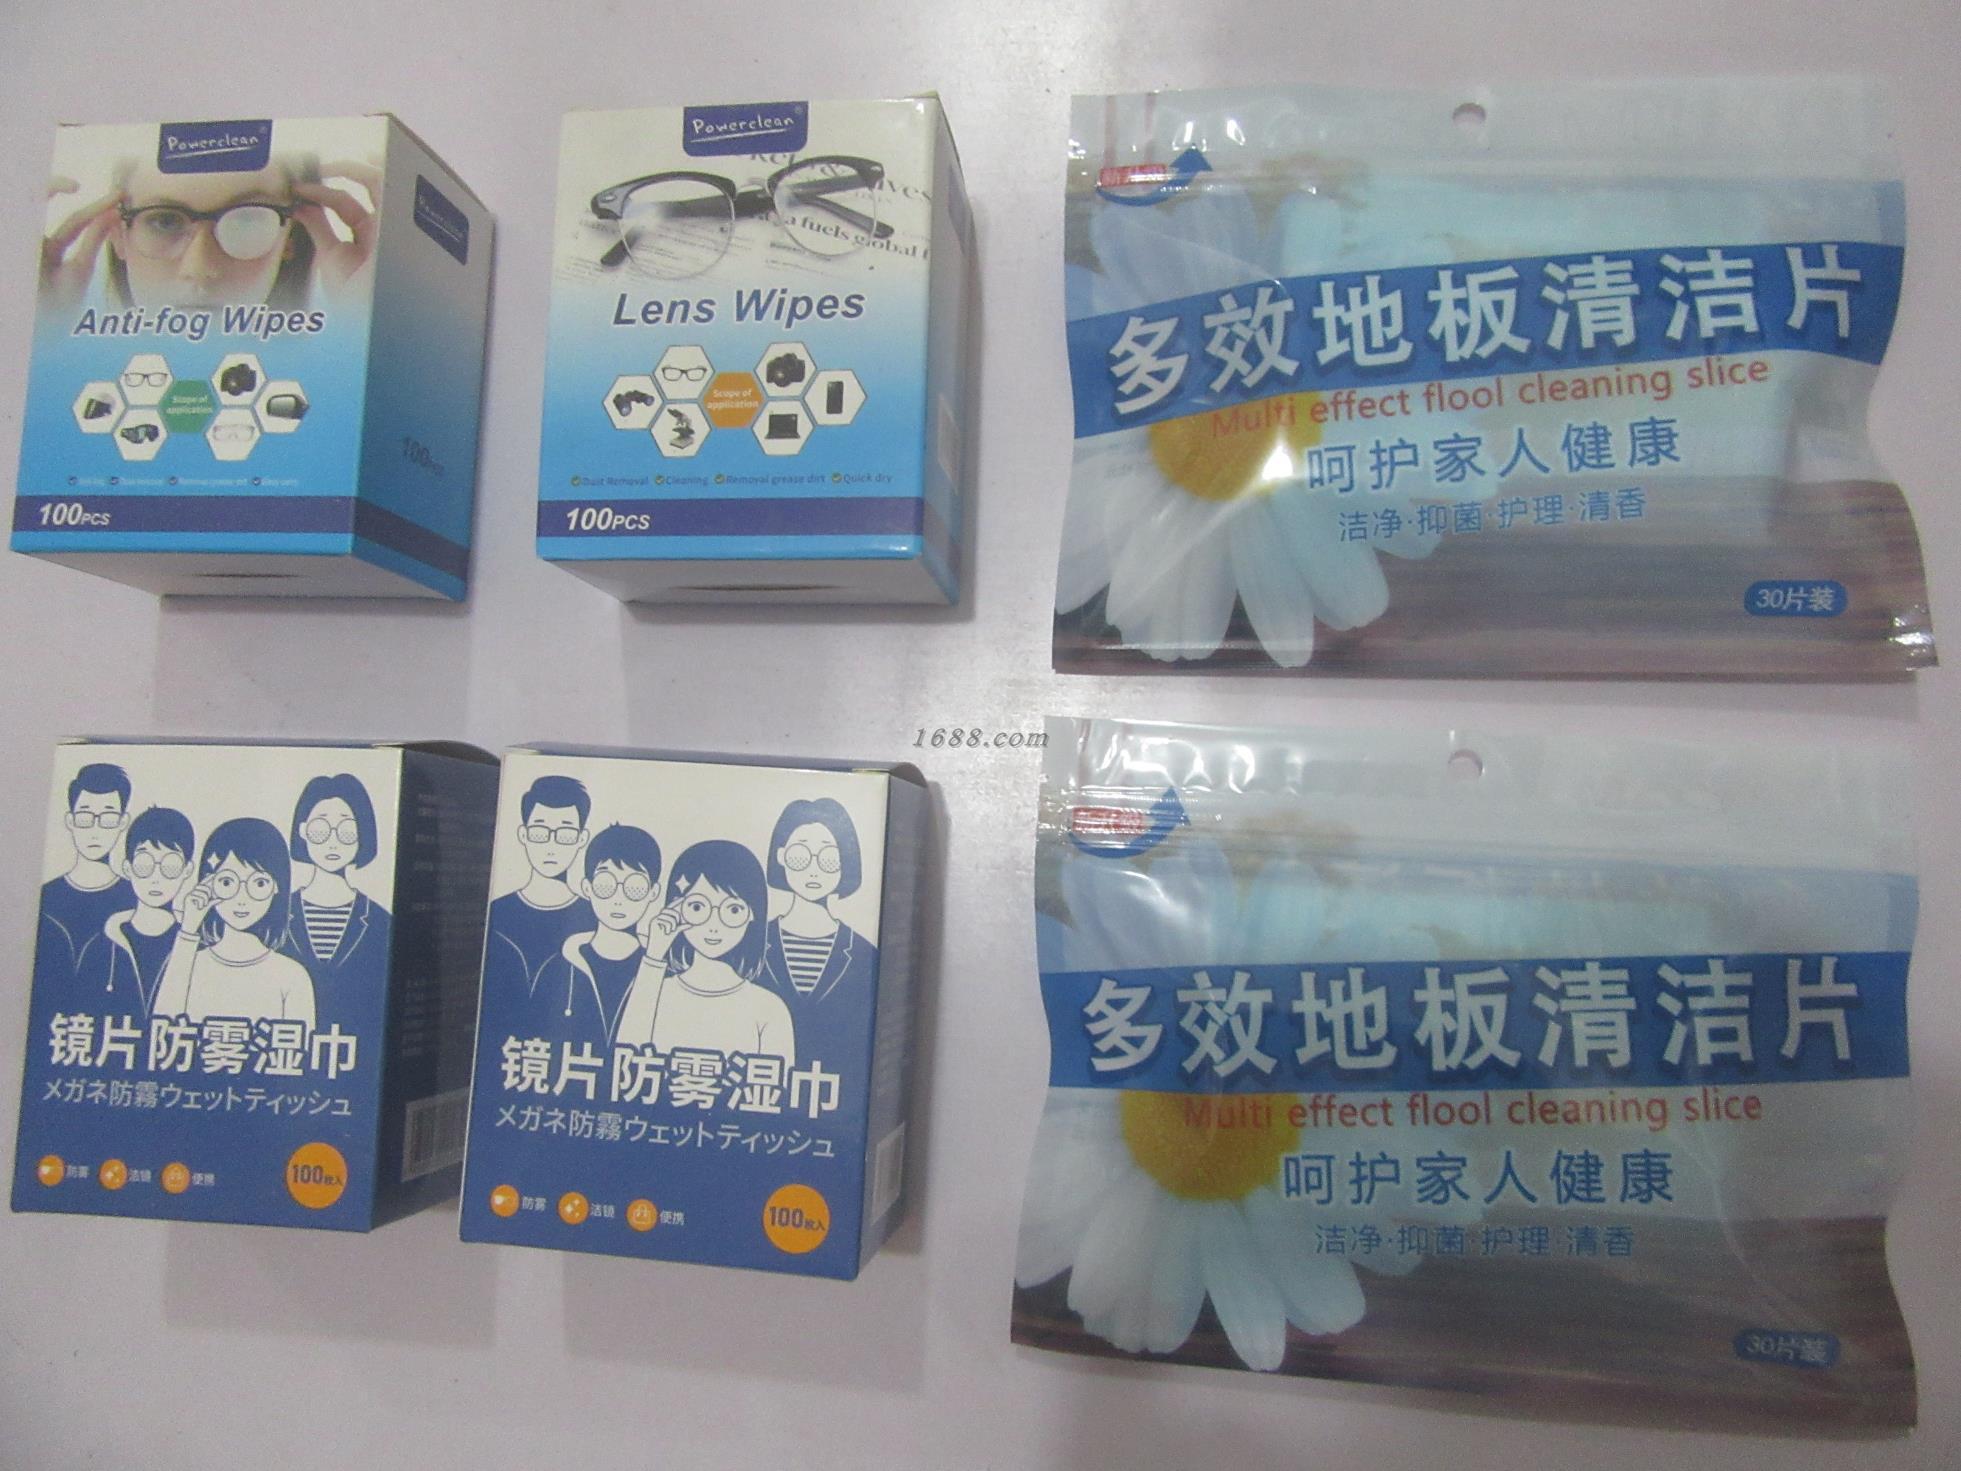 Powerclean®
Anti-fog Wipes
Scope of
application
100PCS
Powerclean
100PCS
Powerclean®
a fuels global
Lens Wipes
Scope of
application
Dust Removal Cleaning Removal grease dirt Quick dry
100PCS
多效地板清洁片
Multi effect flool cleaning slice
呵护家人健康
洁净·抑菌·护理·清香
30片装
1688.com
镜片防雾湿巾
メガネ防霧ウェットティッシュ
防雾 洁镜 便携
100枚入
镜片防雾湿巾
メガネ防霧ウェットティッシュ
防雾 洁镜 便携
100枚入
多效地板清洁片
Multi effect flool cleaning slice
呵护家人健康
洁净·抑菌·护理·清香
30片装